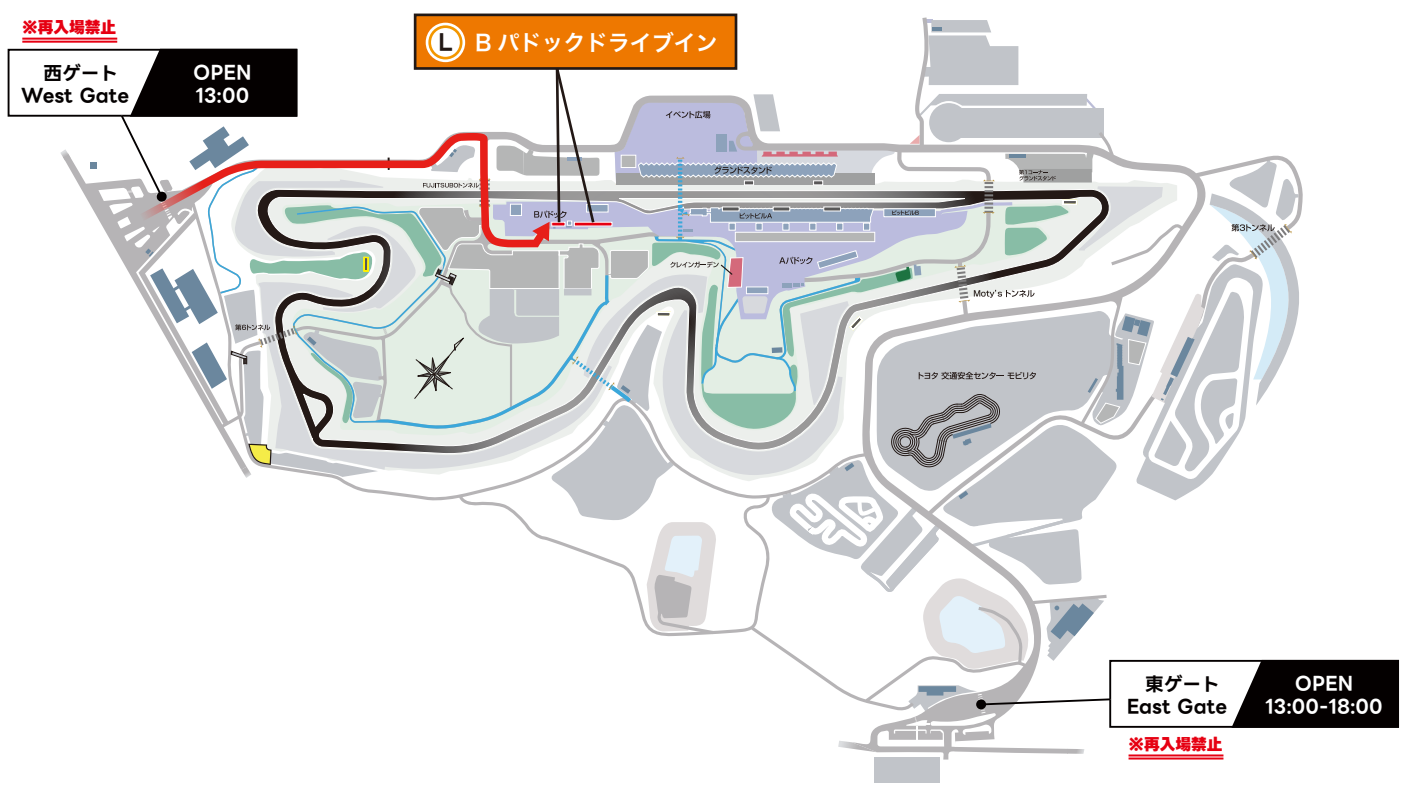 ※再入場禁止
西ゲート
West Gate
OPEN
13:00
L Bパドックドライブイン
イベント広場
グランドスタンド
第1コーナー
グランドスタンド
FUJITSUBOトンネル
Bパドック
ピットビルA
ピットビルB
第3トンネル
クレインガーデン
Aパドック
Moty'sトンネル
第6トンネル
トヨタ 交通安全センター モビリタ
東ゲート
East Gate
OPEN
13:00-18:00
※再入場禁止